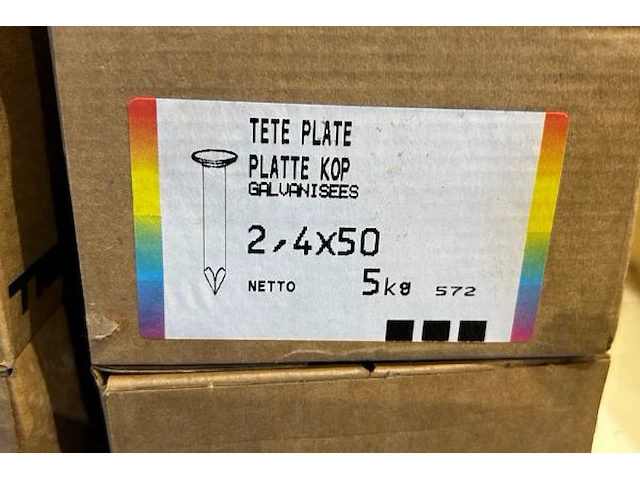 TETE PLATE
PLATTE KOP
GALVANISEES
2,4x50
NETTO 5kg 572